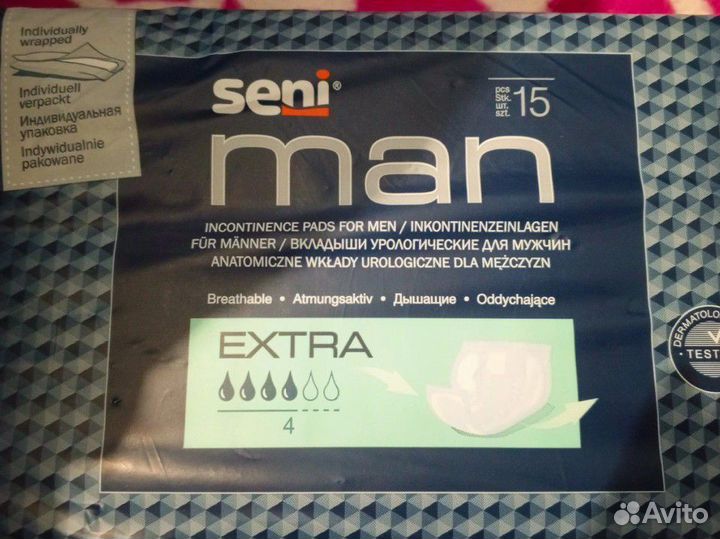 Individually
wrapped
Individuell
verpackt
Индивидуальная
упаковка
Indywidualnie
pakowane
seni®
pcs
Stk.
шт.
szt.
15
man
INCONTINENCE PADS FOR MEN / INKONTINENZEINLAGEN
FÜR MÄNNER / ВКЛАДЫШИ УРОЛОГИЧЕСКИЕ ДЛЯ МУЖЧИН
ANATOMICZNE WKŁADY UROLOGICZNE DLA MĘŻCZYZN
Breathable • Atmungsaktiv • Дышащие • Oddychające
EXTRA
4
DERMATOLO
• TEST
Avito